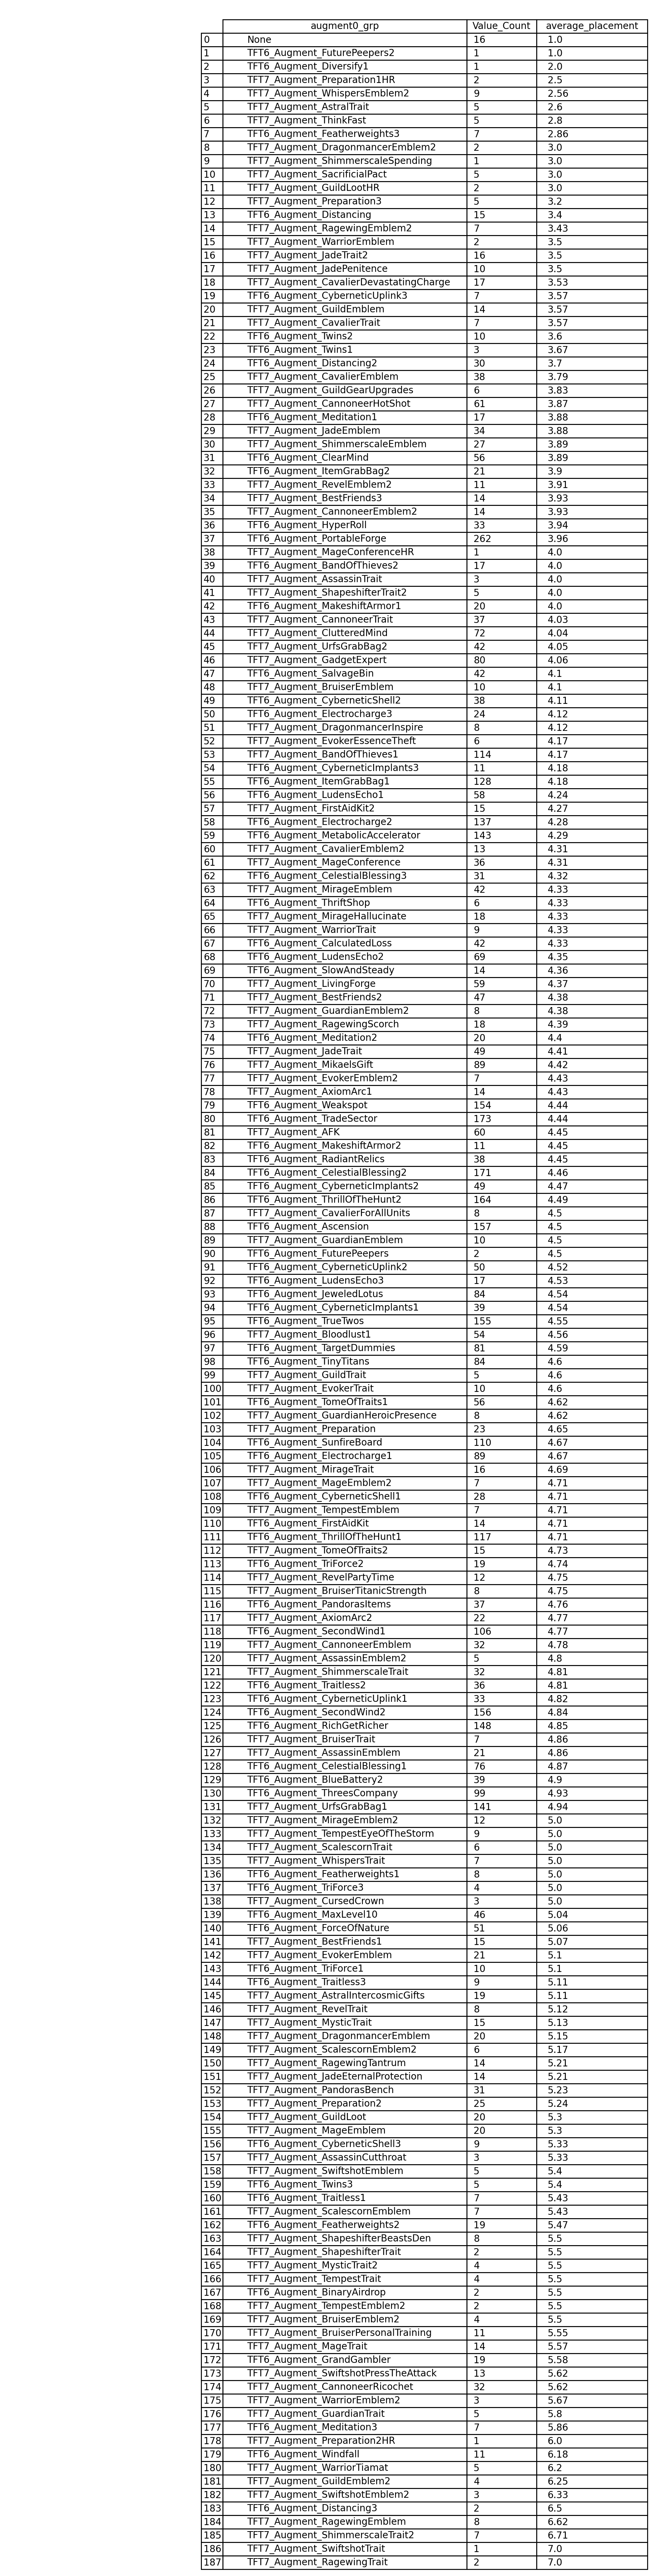 augment0_grp Value_Count average_placement
0 None 16 1.0
1 TFT6_Augment_FuturePeepers2 1 1.0
2 TFT6_Augment_Diversify1 1 2.0
3 TFT7_Augment_Preparation1HR 2 2.5
4 TFT7_Augment_WhispersEmblem2 9 2.56
5 TFT7_Augment_AstralTrait 5 2.6
6 TFT7_Augment_ThinkFast 5 2.8
7 TFT6_Augment_Featherweights3 7 2.86
8 TFT7_Augment_DragonmancerEmblem2 2 3.0
9 TFT7_Augment_ShimmerscaleSpending 1 3.0
10 TFT7_Augment_SacrificialPact 5 3.0
11 TFT7_Augment_GuildLootHR 2 3.0
12 TFT7_Augment_Preparation3 5 3.2
13 TFT6_Augment_Distancing 15 3.4
14 TFT7_Augment_RagewingEmblem2 7 3.43
15 TFT7_Augment_WarriorEmblem 2 3.5
16 TFT7_Augment_JadeTrait2 16 3.5
17 TFT7_Augment_JadePenitence 10 3.5
18 TFT7_Augment_CavalierDevastatingCharge 17 3.53
19 TFT6_Augment_CyberneticUplink3 7 3.57
20 TFT7_Augment_GuildEmblem 14 3.57
21 TFT7_Augment_CavalierTrait 7 3.57
22 TFT6_Augment_Twins2 10 3.6
23 TFT6_Augment_Twins1 3 3.67
24 TFT6_Augment_Distancing2 30 3.7
25 TFT7_Augment_CavalierEmblem 38 3.79
26 TFT7_Augment_GuildGearUpgrades 6 3.83
27 TFT7_Augment_CannoneerHotShot 61 3.87
28 TFT6_Augment_Meditation1 17 3.88
29 TFT7_Augment_JadeEmblem 34 3.88
30 TFT7_Augment_ShimmerscaleEmblem 27 3.89
31 TFT6_Augment_ClearMind 56 3.89
32 TFT6_Augment_ItemGrabBag2 21 3.9
33 TFT7_Augment_RevelEmblem2 11 3.91
34 TFT7_Augment_BestFriends3 14 3.93
35 TFT7_Augment_CannoneerEmblem2 14 3.93
36 TFT6_Augment_HyperRoll 33 3.94
37 TFT6_Augment_PortableForge 262 3.96
38 TFT7_Augment_MageConferenceHR 1 4.0
39 TFT6_Augment_BandOfThieves2 17 4.0
40 TFT7_Augment_AssassinTrait 3 4.0
41 TFT7_Augment_ShapeshifterTrait2 5 4.0
42 TFT6_Augment_MakeshiftArmor1 20 4.0
43 TFT7_Augment_CannoneerTrait 37 4.03
44 TFT7_Augment_ClutteredMind 72 4.04
45 TFT7_Augment_UrfsGrabBag2 42 4.05
46 TFT7_Augment_GadgetExpert 80 4.06
47 TFT6_Augment_SalvageBin 42 4.1
48 TFT7_Augment_BruiserEmblem 10 4.1
49 TFT6_Augment_CyberneticShell2 38 4.11
50 TFT6_Augment_Electrocharge3 24 4.12
51 TFT7_Augment_DragonmancerInspire 8 4.12
52 TFT7_Augment_EvokerEssenceTheft 6 4.17
53 TFT7_Augment_BandOfThieves1 114 4.17
54 TFT6_Augment_CyberneticImplants3 11 4.18
55 TFT6_Augment_ItemGrabBag1 128 4.18
56 TFT6_Augment_LudensEcho1 58 4.24
57 TFT7_Augment_FirstAidKit2 15 4.27
58 TFT6_Augment_Electrocharge2 137 4.28
59 TFT6_Augment_MetabolicAccelerator 143 4.29
60 TFT7_Augment_CavalierEmblem2 13 4.31
61 TFT7_Augment_MageConference 36 4.31
62 TFT6_Augment_CelestialBlessing3 31 4.32
63 TFT7_Augment_MirageEmblem 42 4.33
64 TFT6_Augment_ThriftShop 6 4.33
65 TFT7_Augment_MirageHallucinate 18 4.33
66 TFT7_Augment_WarriorTrait 9 4.33
67 TFT6_Augment_CalculatedLoss 42 4.33
68 TFT6_Augment_LudensEcho2 69 4.35
69 TFT6_Augment_SlowAndSteady 14 4.36
70 TFT7_Augment_LivingForge 59 4.37
71 TFT7_Augment_BestFriends2 47 4.38
72 TFT7_Augment_GuardianEmblem2 8 4.38
73 TFT7_Augment_RagewingScorch 18 4.39
74 TFT6_Augment_Meditation2 20 4.4
75 TFT7_Augment_JadeTrait 49 4.41
76 TFT7_Augment_MikaelsGift 89 4.42
77 TFT7_Augment_EvokerEmblem2 7 4.43
78 TFT7_Augment_AxiomArc1 14 4.43
79 TFT6_Augment_Weakspot 154 4.44
80 TFT6_Augment_TradeSector 173 4.44
81 TFT7_Augment_AFK 60 4.45
82 TFT6_Augment_MakeshiftArmor2 11 4.45
83 TFT6_Augment_RadiantRelics 38 4.45
84 TFT6_Augment_CelestialBlessing2 171 4.46
85 TFT6_Augment_CyberneticImplants2 49 4.47
86 TFT6_Augment_ThrillOfTheHunt2 164 4.49
87 TFT7_Augment_CavalierForAllUnits 8 4.5
88 TFT6_Augment_Ascension 157 4.5
89 TFT7_Augment_GuardianEmblem 10 4.5
90 TFT6_Augment_FuturePeepers 2 4.5
91 TFT6_Augment_CyberneticUplink2 50 4.52
92 TFT6_Augment_LudensEcho3 17 4.53
93 TFT6_Augment_JeweledLotus 84 4.54
94 TFT6_Augment_CyberneticImplants1 39 4.54
95 TFT6_Augment_TrueTwos 155 4.55
96 TFT7_Augment_Bloodlust1 54 4.56
97 TFT6_Augment_TargetDummies 81 4.59
98 TFT6_Augment_TinyTitans 84 4.6
99 TFT7_Augment_GuildTrait 5 4.6
100 TFT7_Augment_EvokerTrait 10 4.6
101 TFT6_Augment_TomeOfTraits1 56 4.62
102 TFT7_Augment_GuardianHeroicPresence 8 4.62
103 TFT7_Augment_Preparation 23 4.65
104 TFT6_Augment_SunfireBoard 110 4.67
105 TFT6_Augment_Electrocharge1 89 4.67
106 TFT7_Augment_MirageTrait 16 4.69
107 TFT7_Augment_MageEmblem2 7 4.71
108 TFT6_Augment_CyberneticShell1 28 4.71
109 TFT7_Augment_TempestEmblem 7 4.71
110 TFT6_Augment_FirstAidKit 14 4.71
111 TFT6_Augment_ThrillOfTheHunt1 117 4.71
112 TFT7_Augment_TomeOfTraits2 15 4.73
113 TFT6_Augment_TriForce2 19 4.74
114 TFT7_Augment_RevelPartyTime 12 4.75
115 TFT7_Augment_BruiserTitanicStrength 8 4.75
116 TFT6_Augment_PandorasItems 37 4.76
117 TFT7_Augment_AxiomArc2 22 4.77
118 TFT6_Augment_SecondWind1 106 4.77
119 TFT7_Augment_CannoneerEmblem 32 4.78
120 TFT7_Augment_AssassinEmblem2 5 4.8
121 TFT7_Augment_ShimmerscaleTrait 32 4.81
122 TFT6_Augment_Traitless2 36 4.81
123 TFT6_Augment_CyberneticUplink1 33 4.82
124 TFT6_Augment_SecondWind2 156 4.84
125 TFT6_Augment_RichGetRicher 148 4.85
126 TFT7_Augment_BruiserTrait 7 4.86
127 TFT7_Augment_AssassinEmblem 21 4.86
128 TFT6_Augment_CelestialBlessing1 76 4.87
129 TFT6_Augment_BlueBattery2 39 4.9
130 TFT6_Augment_ThreesCompany 99 4.93
131 TFT7_Augment_UrfsGrabBag1 141 4.94
132 TFT7_Augment_MirageEmblem2 12 5.0
133 TFT7_Augment_TempestEyeOfTheStorm 9 5.0
134 TFT7_Augment_ScalescornTrait 6 5.0
135 TFT7_Augment_WhispersTrait 7 5.0
136 TFT6_Augment_Featherweights1 8 5.0
137 TFT6_Augment_TriForce3 4 5.0
138 TFT7_Augment_CursedCrown 3 5.0
139 TFT6_Augment_MaxLevel10 46 5.04
140 TFT6_Augment_ForceOfNature 51 5.06
141 TFT7_Augment_BestFriends1 15 5.07
142 TFT7_Augment_EvokerEmblem 21 5.1
143 TFT6_Augment_TriForce1 10 5.1
144 TFT6_Augment_Traitless3 9 5.11
145 TFT7_Augment_AstralIntercosmicGifts 19 5.11
146 TFT7_Augment_RevelTrait 8 5.12
147 TFT7_Augment_MysticTrait 15 5.13
148 TFT7_Augment_DragonmancerEmblem 20 5.15
149 TFT7_Augment_ScalescornEmblem2 6 5.17
150 TFT7_Augment_RagewingTantrum 14 5.21
151 TFT7_Augment_JadeEternalProtection 14 5.21
152 TFT7_Augment_PandorasBench 31 5.23
153 TFT7_Augment_Preparation2 25 5.24
154 TFT7_Augment_GuildLoot 20 5.3
155 TFT7_Augment_MageEmblem 20 5.3
156 TFT6_Augment_CyberneticShell3 9 5.33
157 TFT7_Augment_AssassinCutthroat 3 5.33
158 TFT7_Augment_SwiftshotEmblem 5 5.4
159 TFT6_Augment_Twins3 5 5.4
160 TFT6_Augment_Traitless1 7 5.43
161 TFT7_Augment_ScalescornEmblem 7 5.43
162 TFT6_Augment_Featherweights2 19 5.47
163 TFT7_Augment_ShapeshifterBeastsDen 8 5.5
164 TFT7_Augment_ShapeshifterTrait 2 5.5
165 TFT7_Augment_MysticTrait2 4 5.5
166 TFT7_Augment_TempestTrait 4 5.5
167 TFT6_Augment_BinaryAirdrop 2 5.5
168 TFT7_Augment_TempestEmblem2 2 5.5
169 TFT7_Augment_BruiserEmblem2 4 5.5
170 TFT7_Augment_BruiserPersonalTraining 11 5.55
171 TFT7_Augment_MageTrait 14 5.57
172 TFT6_Augment_GrandGambler 19 5.58
173 TFT7_Augment_SwiftshotPressTheAttack 13 5.62
174 TFT7_Augment_CannoneerRicochet 32 5.62
175 TFT7_Augment_WarriorEmblem2 3 5.67
176 TFT7_Augment_GuardianTrait 5 5.8
177 TFT6_Augment_Meditation3 7 5.86
178 TFT7_Augment_Preparation2HR 1 6.0
179 TFT6_Augment_Windfall 11 6.18
180 TFT7_Augment_WarriorTiamat 5 6.2
181 TFT7_Augment_GuildEmblem2 4 6.25
182 TFT7_Augment_SwiftshotEmblem2 3 6.33
183 TFT6_Augment_Distancing3 2 6.5
184 TFT7_Augment_RagewingEmblem 8 6.62
185 TFT7_Augment_ShimmerscaleTrait2 7 6.71
186 TFT7_Augment_SwiftshotTrait 1 7.0
187 TFT7_Augment_RagewingTrait 2 7.0